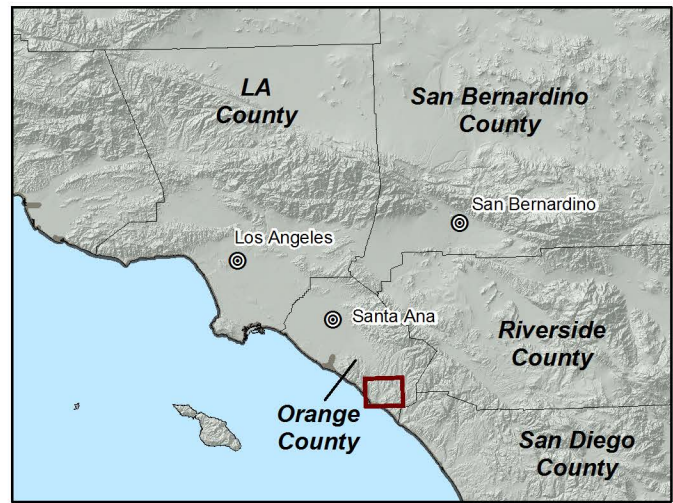 LA
County
San Bernardino
County
San Bernardino
Los Angeles
Santa Ana
Riverside
County
Orange
County
San Diego
County